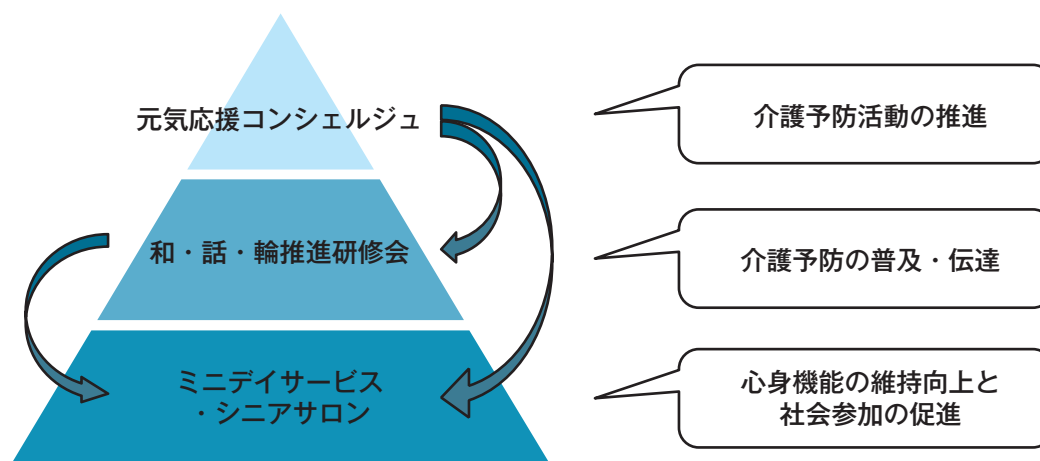 元気応援コンシェルジュ
介護予防活動の推進
和・話・輪推進研修会
介護予防の普及・伝達
ミニデイサービス
・シニアサロン
心身機能の維持向上と
社会参加の促進